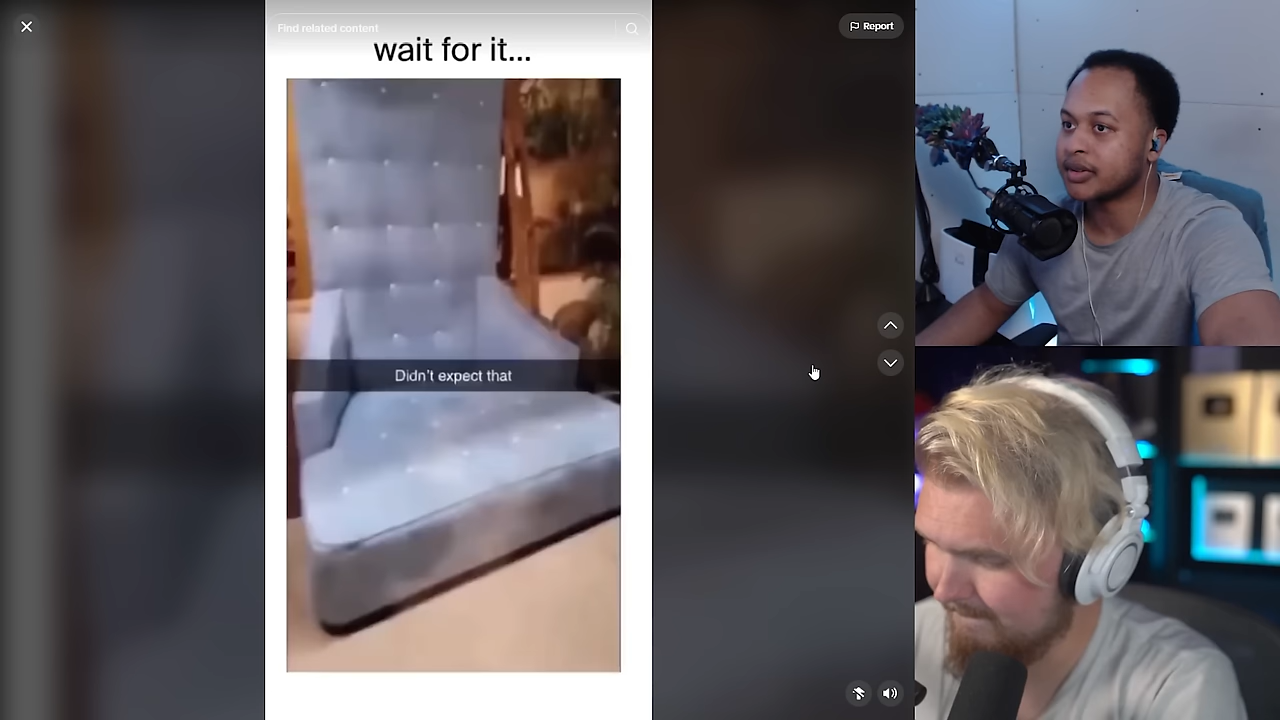 Find related content
Report
wait for it...
Didn't expect that